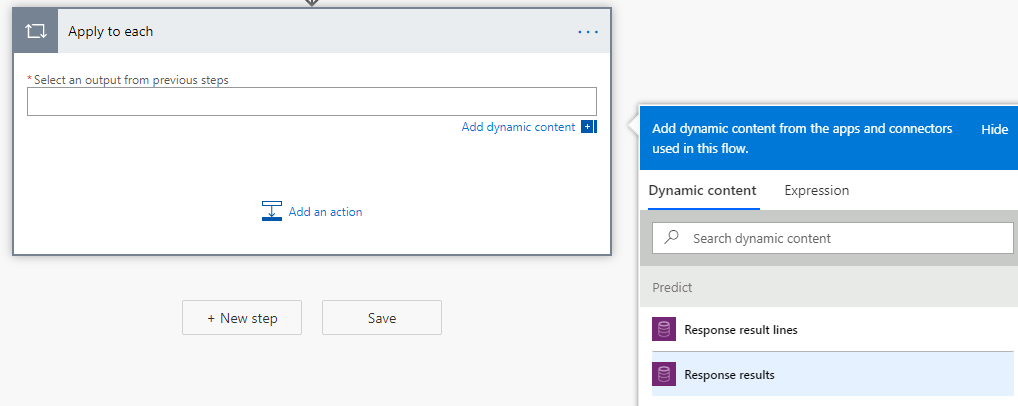 Apply to each
*Select an output from previous steps
Add dynamic content
Add an action
+ New step
Save
Add dynamic content from the apps and connectors
used in this flow.
Hide
Dynamic content
Expression
Search dynamic content
Predict
Response result lines
Response results